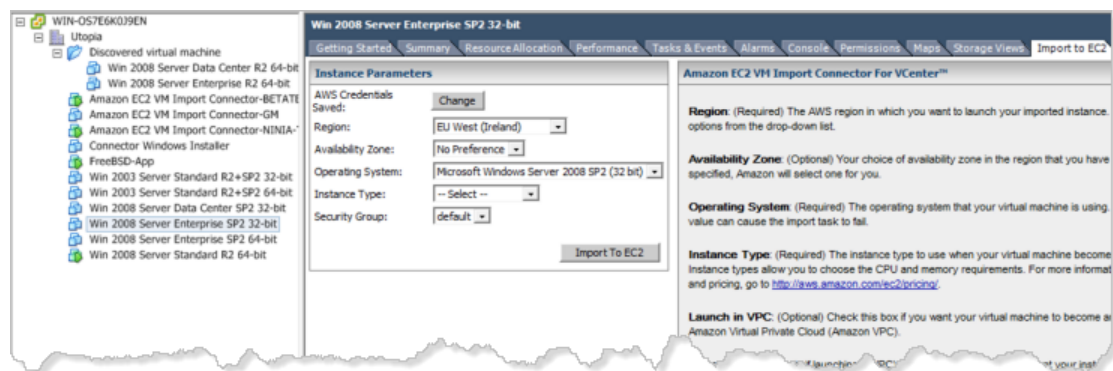 WIN-OS7E6K0J9EN
Utopia
Discovered virtual machine
Win 2008 Server Data Center R2 64-bit
Win 2008 Server Enterprise R2 64-bit
Amazon EC2 VM Import Connector-BETATE
Amazon EC2 VM Import Connector-GM
Amazon EC2 VM Import Connector-NINIA-
Connector Windows Installer
FreeBSD-App
Win 2003 Server Standard R2+SP2 32-bit
Win 2003 Server Standard R2+SP2 64-bit
Win 2008 Server Data Center SP2 32-bit
Win 2008 Server Enterprise SP2 32-bit
Win 2008 Server Enterprise SP2 64-bit
Win 2008 Server Standard R2 64-bit
Win 2008 Server Enterprise SP2 32-bit
Getting Started Summary Resource Allocation Performance Tasks & Events Alarms Console Permissions Maps Storage Views Import to EC2
Instance Parameters
AWS Credentials
Saved:
Change
Region: EU West (Ireland)
Availability Zone: No Preference
Operating System: Microsoft Windows Server 2008 SP2 (32 bit)
Instance Type: -- Select --
Security Group: default
Import To EC2
Amazon EC2 VM Import Connector For VCenter™
Region: (Required) The AWS region in which you want to launch your imported instance.
options from the drop-down list.
Availability Zone: (Optional) Your choice of availability zone in the region that you have
specified, Amazon will select one for you.
Operating System: (Required) The operating system that your virtual machine is using.
value can cause the import task to fail.
Instance Type: (Required) The instance type to use when your virtual machine become
Instance types allow you to choose the CPU and memory requirements. For more informat
and pricing, go to http://aws.amazon.com/ec2/pricing/.
Launch in VPC: (Optional) Check this box if you want your virtual machine to become a
Amazon Virtual Private Cloud (Amazon VPC).